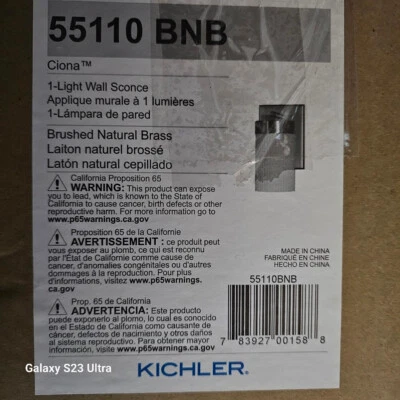 55110 BNB
Ciona™
1-Light Wall Sconce
Applique murale à 1 lumières
1-Lámpara de pared
Brushed Natural Brass
Laiton naturel brossé
Latón natural cepillado
California Proposition 65
WARNING: This product can expose
you to lead, which is known to the State of
California to cause cancer, birth defects or other
reproductive harm. For more information go to
www.p65warnings.ca.gov
Proposition 65 de la Californie
AVERTISSEMENT : ce produit peut
vous exposer au plomb, ce qui est reconnu
par l'État de Californie comme cause de
cancer, d'anomalies congénitales ou d'autres
dommages à la reproduction. Pour plus
d'informations, visitez www.p65warnings.
ca.gov
MADE IN CHINA
FABRIQUÉ EN CHINE
HECHO EN CHINA
Prop. 65 de California
ADVERTENCIA: Este producto
puede exponerlo al plomo, lo cual es conocido
en el Estado de California como causante de
cáncer, defectos de nacimiento y otros daños
al sistema reproductivo. Para obtener mayor
información visite www.p65warnings.ca.gov
55110BNB
7 83927 00158 8
KICHLER®
Galaxy S23 Ultra